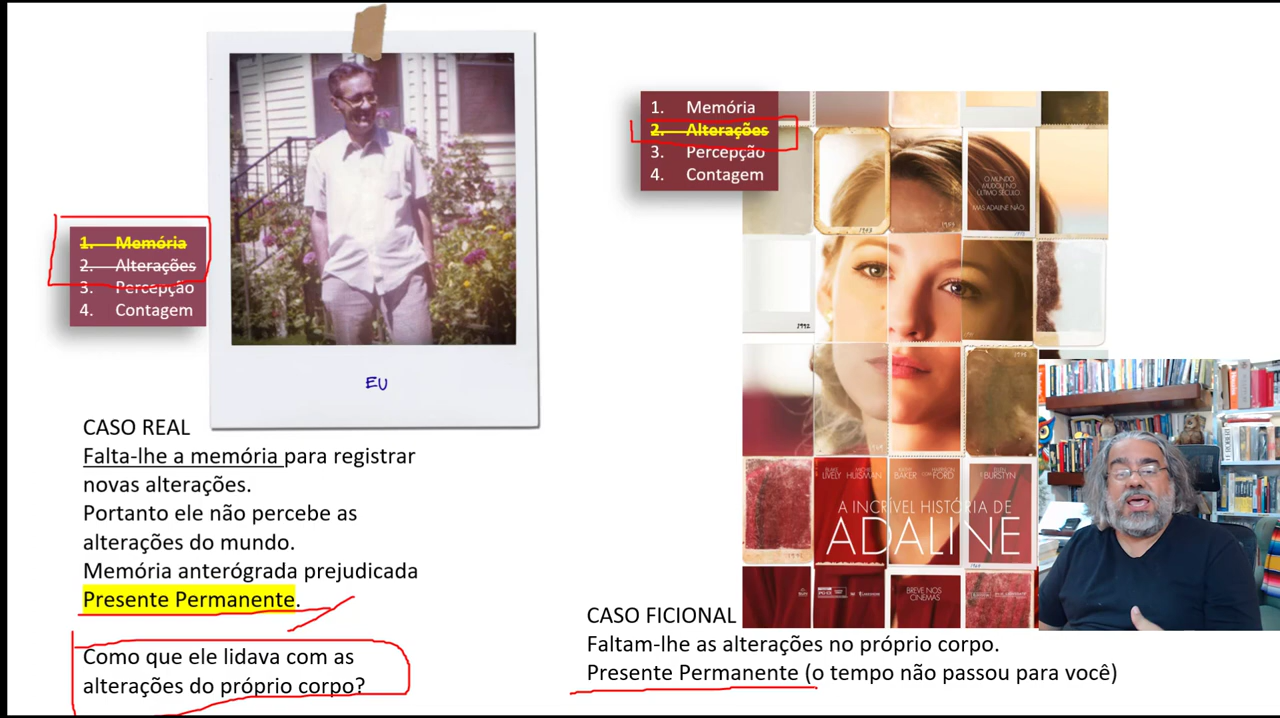 1. Memória
2. Alterações
3. Percepção
4. Contagem
EU
CASO REAL
Falta-lhe a memória para registrar
novas alterações.
Portanto ele não percebe as
alterações do mundo.
Memória anterógrada prejudicada
Presente Permanente.
Como que ele lidava com as
alterações do próprio corpo?
1. Memória
2. Alterações
3. Percepção
4. Contagem
O MUNDO
MUDOU NO
ÚLTIMO SÉCULO.
MAS ADALINE NÃO.
1992
BLAKE LIVELY
MICHIEL HUISMAN
KATHY BAKER
HARRISON FORD
ELLEN BURSTYN
A INCRÍVEL HISTÓRIA DE
ADALINE
BREVE NOS
CINEMAS
CASO FICIONAL
Faltam-lhe as alterações no próprio corpo.
Presente Permanente (o tempo não passou para você)